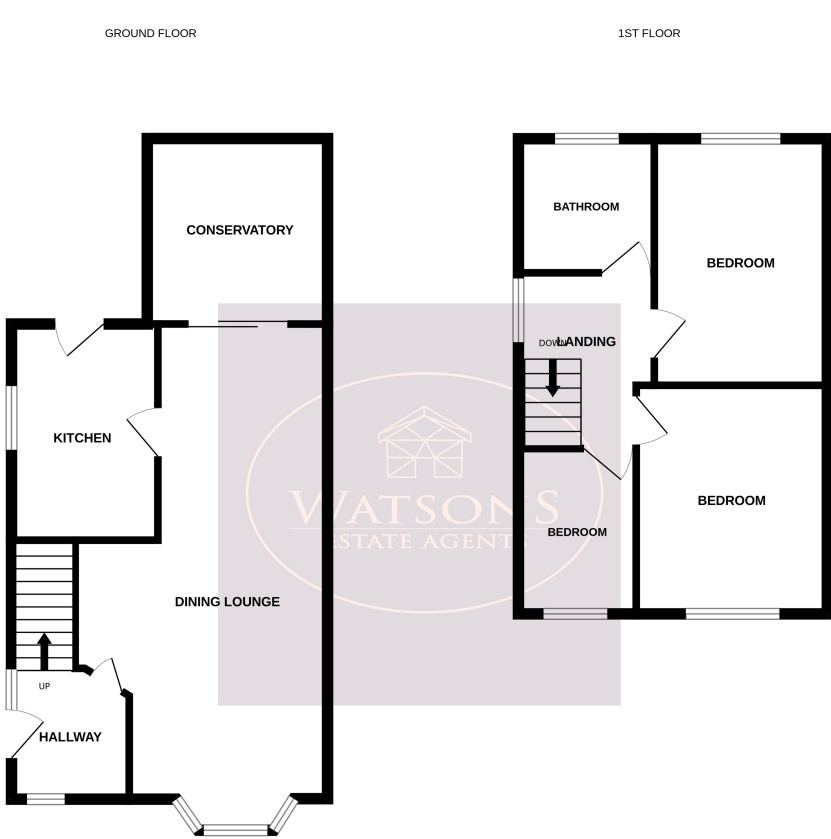 GROUND FLOOR
1ST FLOOR
CONSERVATORY
KITCHEN
DINING LOUNGE
UP
HALLWAY
BATHROOM
BEDROOM
DOWN
LANDING
BEDROOM
BEDROOM
WATSONS
ESTATE AGENTS